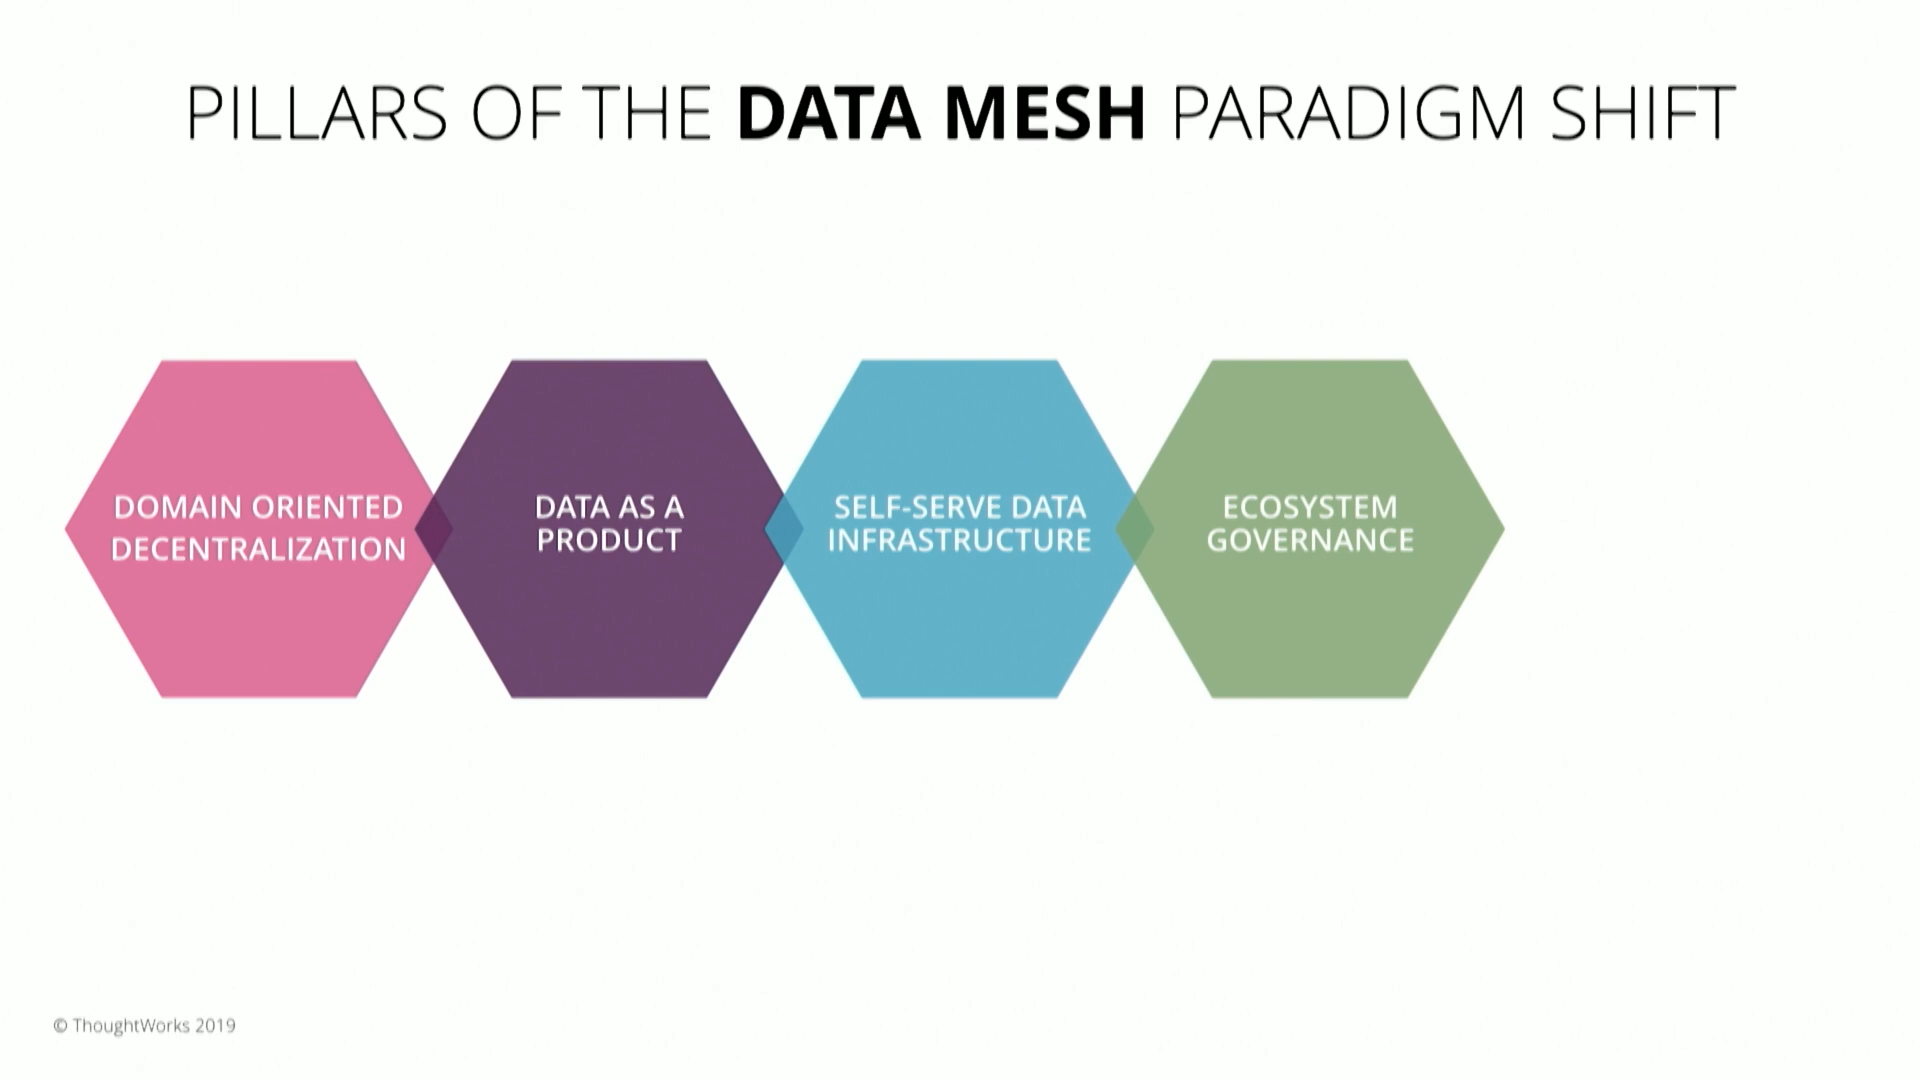 PILLARS OF THE DATA MESH PARADIGM SHIFT
DOMAIN ORIENTED
DECENTRALIZATION
DATA AS A
PRODUCT
SELF-SERVE DATA
INFRASTRUCTURE
ECOSYSTEM
GOVERNANCE
© ThoughtWorks 2019